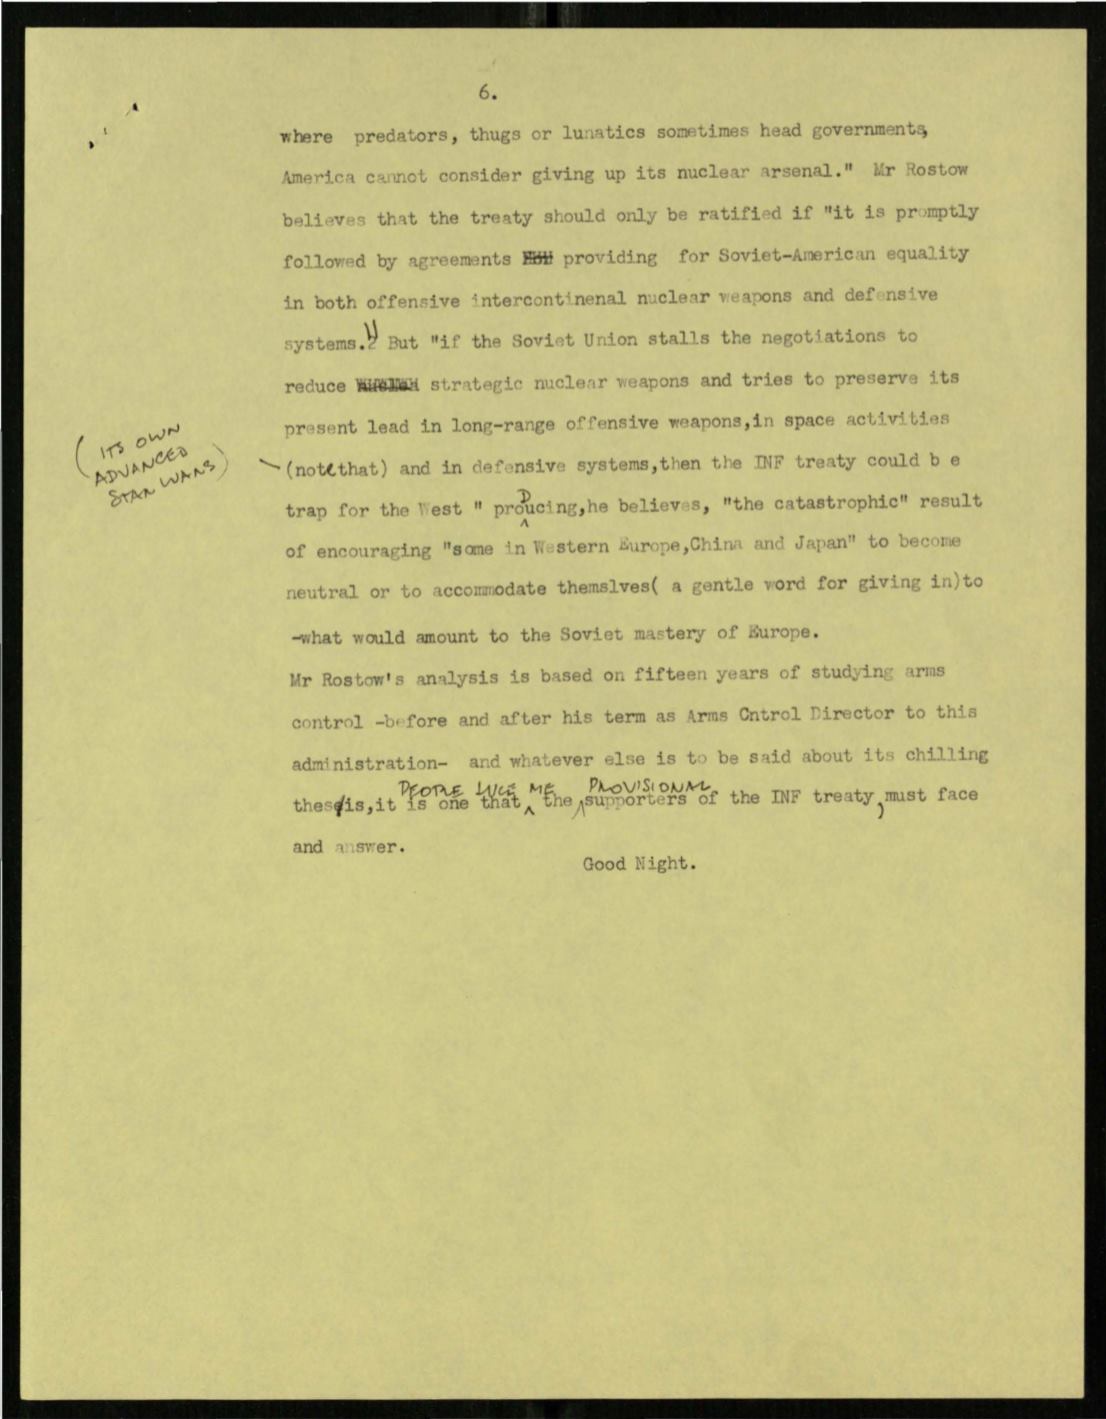 6.
where predators, thugs or lunatics sometimes head governments,
America cannot consider giving up its nuclear arsenal." Mr Rostow
believes that the treaty should only be ratified if "it is promptly
followed by agreements providing for Soviet-American equality
in both offensive intercontinenal nuclear weapons and defensive
systems." But "if the Soviet Union stalls the negotiations to
reduce strategic nuclear weapons and tries to preserve its
present lead in long-range offensive weapons,in space activities
(ITS OWN
ADVANCED
STAR WARS)
(note that) and in defensive systems,then the INF treaty could b e
trap for the West " producing,he believes, "the catastrophic" result
of encouraging "some in Western Europe,China and Japan" to become
neutral or to accommodate themslves( a gentle word for giving in)to
-what would amount to the Soviet mastery of Europe.
Mr Rostow's analysis is based on fifteen years of studying arms
control -before and after his term as Arms Cntrol Director to this
administration- and whatever else is to be said about its chilling
PEOPLE LIKE ME PROVISIONAL
thesis,it is one that the supporters of the INF treaty, must face
and answer.
Good Night.